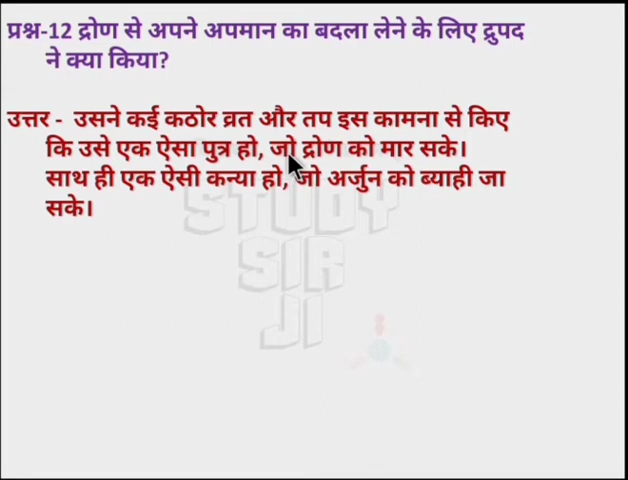 प्रश्न-12 द्रोण से अपने अपमान का बदला लेने के लिए द्रुपद
ने क्या किया?
उत्तर - उसने कई कठोर व्रत और तप इस कामना से किए
कि उसे एक ऐसा पुत्र हो, जो द्रोण को मार सके।
साथ ही एक ऐसी कन्या हो, जो अर्जुन को ब्याही जा
सके।
STUDY
SIR
JI